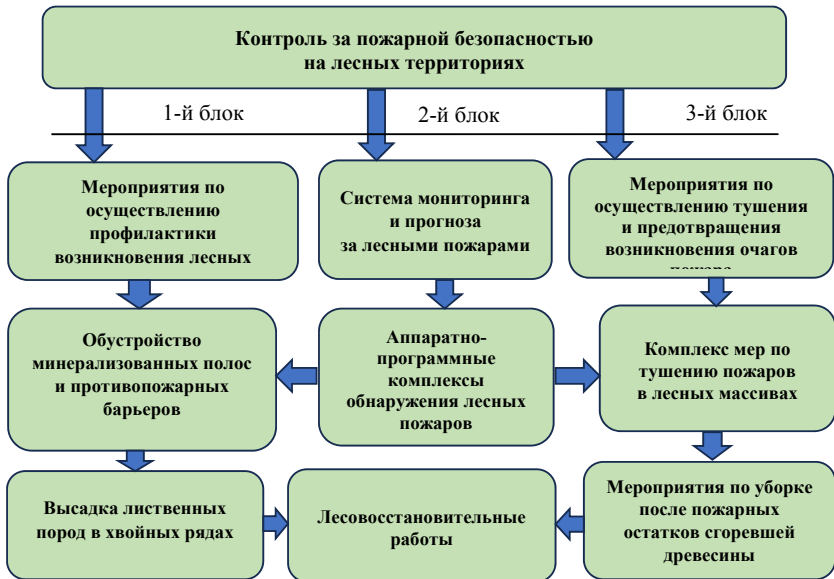 Контроль за пожарной безопасностью
на лесных территориях
1-й блок
2-й блок
3-й блок
Мероприятия по
осуществлению
профилактики
возникновения лесных
Система мониторинга
и прогноза
за лесными пожарами
Мероприятия по
осуществлению тушения
и предотвращения
возникновения очагов
Обустройство
минерализованных полос
и противопожарных
барьеров
Аппаратно-
программные
комплексы
обнаружения лесных
пожаров
Комплекс мер по
тушению пожаров
в лесных массивах
Высадка лиственных
пород в хвойных рядах
Лесовосстановительные
работы
Мероприятия по уборке
после пожарных
остатков сгоревшей
древесины